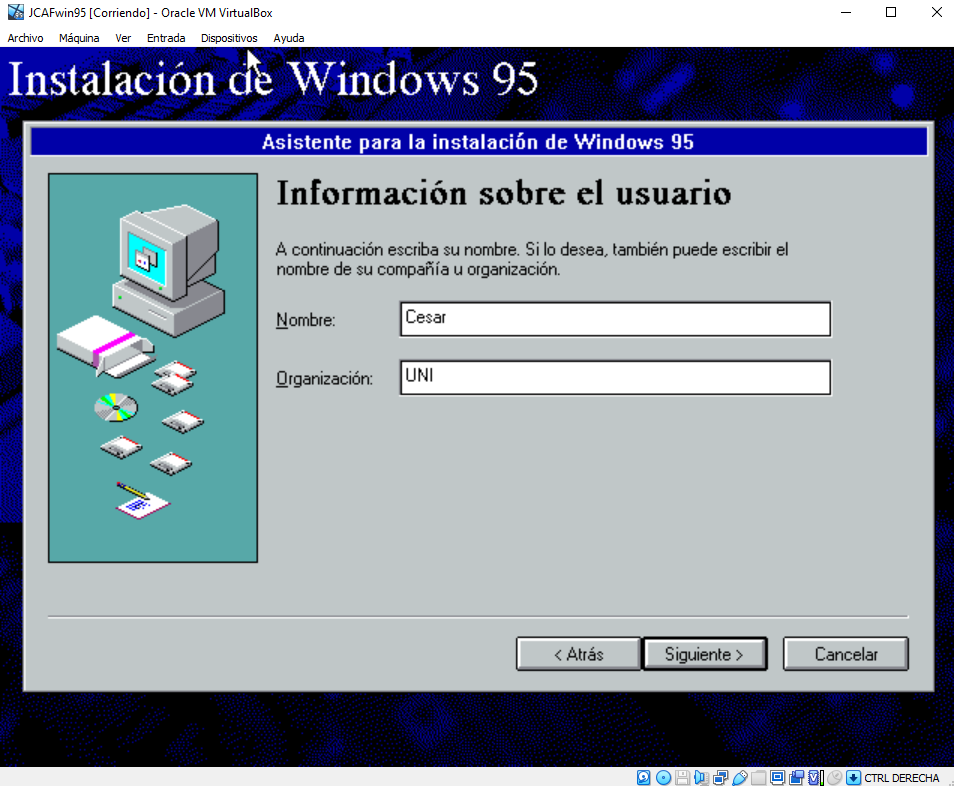 JCAFwin95 [Corriendo] - Oracle VM VirtualBox
Archivo Máquina Ver Entrada Dispositivos Ayuda
Instalación de Windows 95
Asistente para la instalación de Windows 95
Información sobre el usuario
A continuación escriba su nombre. Si lo desea, también puede escribir el
nombre de su compañía u organización.
Nombre: Cesar
Organización: UNI
< Atrás Siguiente > Cancelar
CTRL DERECHA